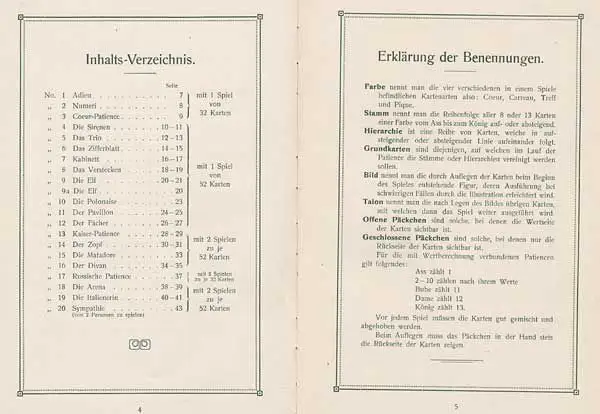 Inhalts-Verzeichnis.
Seite
No. 1 Adien . . . . . . . . . . 7
„ 2 Numeri . . . . . . . . . 8
„ 3 Coeur-Patience . . . . . . 9
mit 1 Spiel
von
32 Karten
„ 4 Die Sirenen . . . . . 10—11
„ 5 Das Trio . . . . . . 12—13
„ 6 Das Zifferblatt . . . . 14—15
„ 7 Kabinett . . . . . . 16—17
„ 8 Das Verstecken . . . . 18—19
„ 9 Die Elf . . . . . . . 20—21
„ 9a Die Elf . . . . . . . . . 20
„ 10 Die Polonaise . . . . . . 23
„ 11 Der Pavillon . . . . . 24—25
„ 12 Der Fächer . . . . . 26—27
mit 1 Spiel
von
52 Karten
„ 13 Kaiser-Patience . . . 28—29
„ 14 Der Zopf . . . . . . 30—31
„ 15 Die Matadore . . . . . . 33
„ 16 Der Divan . . . . . . 34—35
mit 2 Spielen
zu je
52 Karten
„ 17 Russische Patience . . . . 37
zu je 32 Karten
„ 18 Die Arena . . . . . . 38—39
„ 19 Die Italienerin . . . . 40—41
„ 20 Sympathie . . . . . . . 43
(von 2 Personen zu spielen)
mit 2 Spielen
zu je
52 Karten
4
Erklärung der Benennungen.
Farbe nennt man die vier verschiedenen in einem Spiele
befindlichen Kartenarten also: Coeur, Carreau, Treff
und Pique.
Stamm nennt man die Reihenfolge aller 8 oder 13 Karten
einer Farbe vom Ass bis zum König auf- oder absteigend.
Hierarchie ist eine Reihe von Karten, welche in auf-
steigender oder absteigender Linie aufeinander folgt.
Grundkarten sind diejenigen, auf welchen im Lauf der
Patience die Stämme oder Hierarchien vereinigt werden
sollen.
Bild nennt man die durch Auflegen der Karten beim Beginn
des Spieles entstehende Figur, deren Ausführung bei
schwierigen Fällen durch die Illustration erleichtert wird.
Talon nennt man die nach Legen des Bildes übrigen Karten,
mit welchen dann das Spiel weiter ausgeführt wird.
Offene Päckchen sind solche, bei denen die Wertseite
der Karten sichtbar ist.
Geschlossene Päckchen sind solche, bei denen nur die
Rückseite der Karten sichtbar ist.
Für die mit Wertberechnung verbundenen Patiencen
gilt folgendes:
Ass zählt 1
2—10 zählen nach ihrem Werte
Bube zählt 11
Dame zählt 12
König zählt 13.
Vor jedem Spiel müssen die Karten gut gemischt und
abgehoben werden.
Beim Auflegen muss das Päckchen in der Hand stets
die Rückseite der Karten zeigen.
5